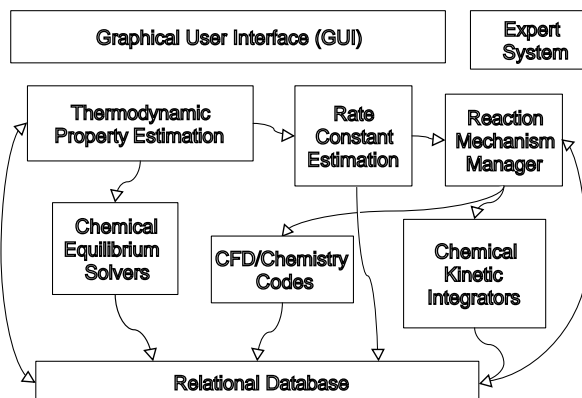 Graphical User Interface (GUI)
Expert
System
Thermodynamic
Property Estimation
Rate
Constant
Estimation
Reaction
Mechanism
Manager
Chemical
Equilibrium
Solvers
CFD/Chemistry
Codes
Chemical
Kinetic
Integrators
Relational Database